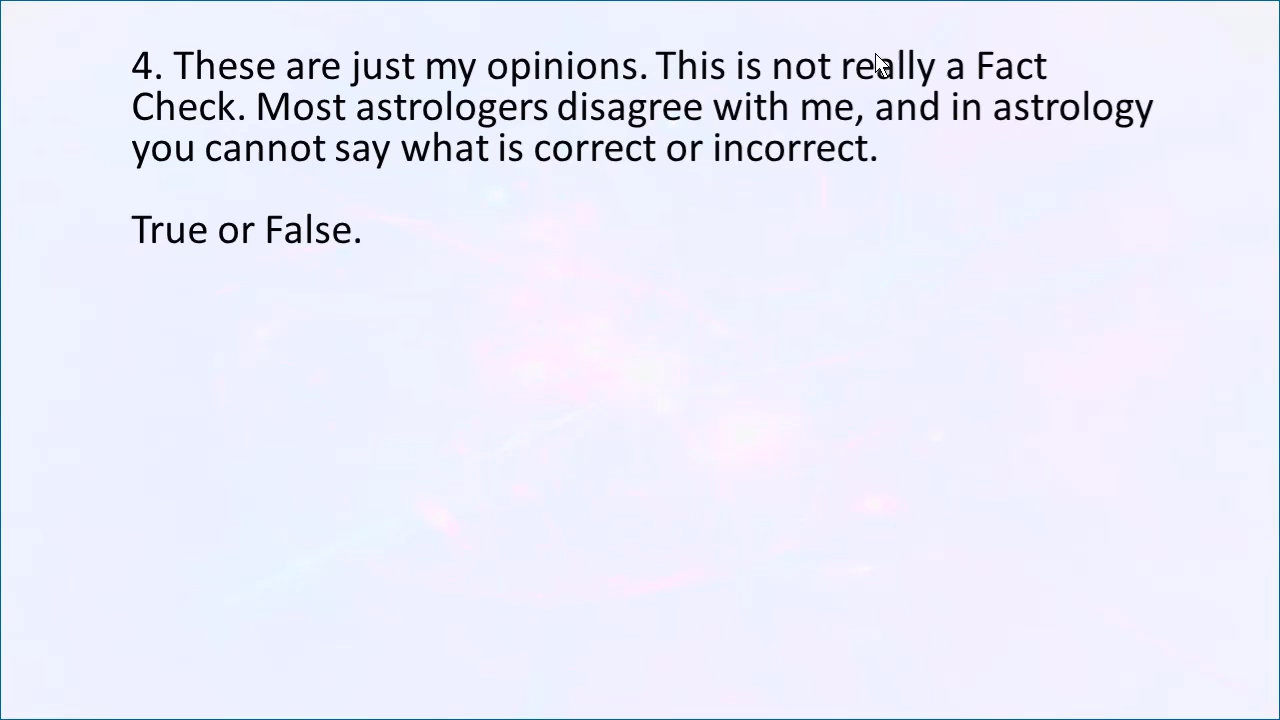 4. These are just my opinions. This is not really a Fact
Check. Most astrologers disagree with me, and in astrology
you cannot say what is correct or incorrect.
True or False.